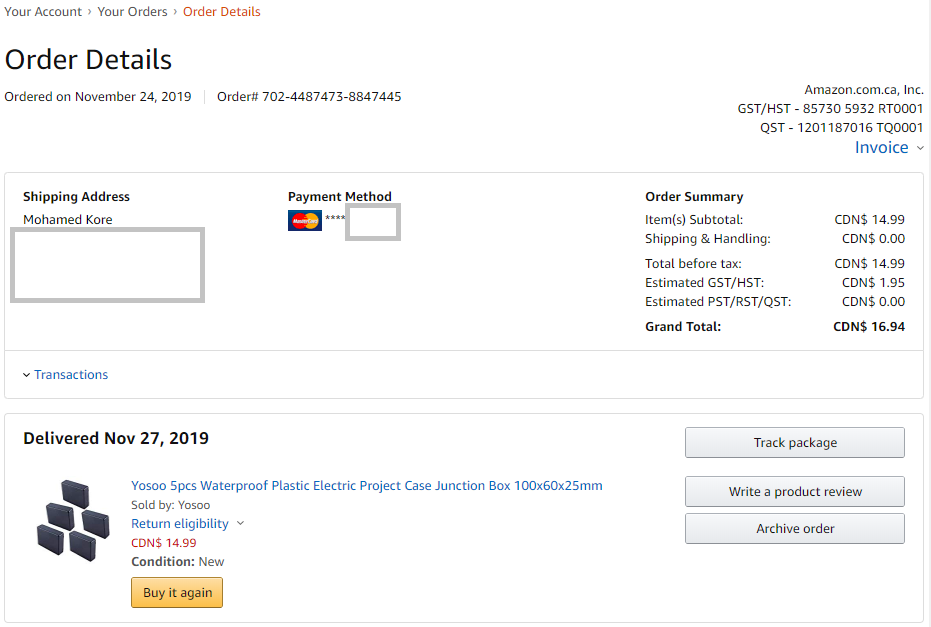 Your Account › Your Orders › Order Details
Order Details
Ordered on November 24, 2019 | Order# 702-4487473-8847445
Amazon.com.ca, Inc.
GST/HST - 85730 5932 RT0001
QST - 1201187016 TQ0001
Invoice
Shipping Address
Mohamed Kore
Payment Method
MasterCard ****
Order Summary
Item(s) Subtotal: CDN$ 14.99
Shipping & Handling: CDN$ 0.00
Total before tax: CDN$ 14.99
Estimated GST/HST: CDN$ 1.95
Estimated PST/RST/QST: CDN$ 0.00
Grand Total: CDN$ 16.94
Transactions
Delivered Nov 27, 2019
Yosoo 5pcs Waterproof Plastic Electric Project Case Junction Box 100x60x25mm
Sold by: Yosoo
Return eligibility
CDN$ 14.99
Condition: New
Buy it again
Track package
Write a product review
Archive order